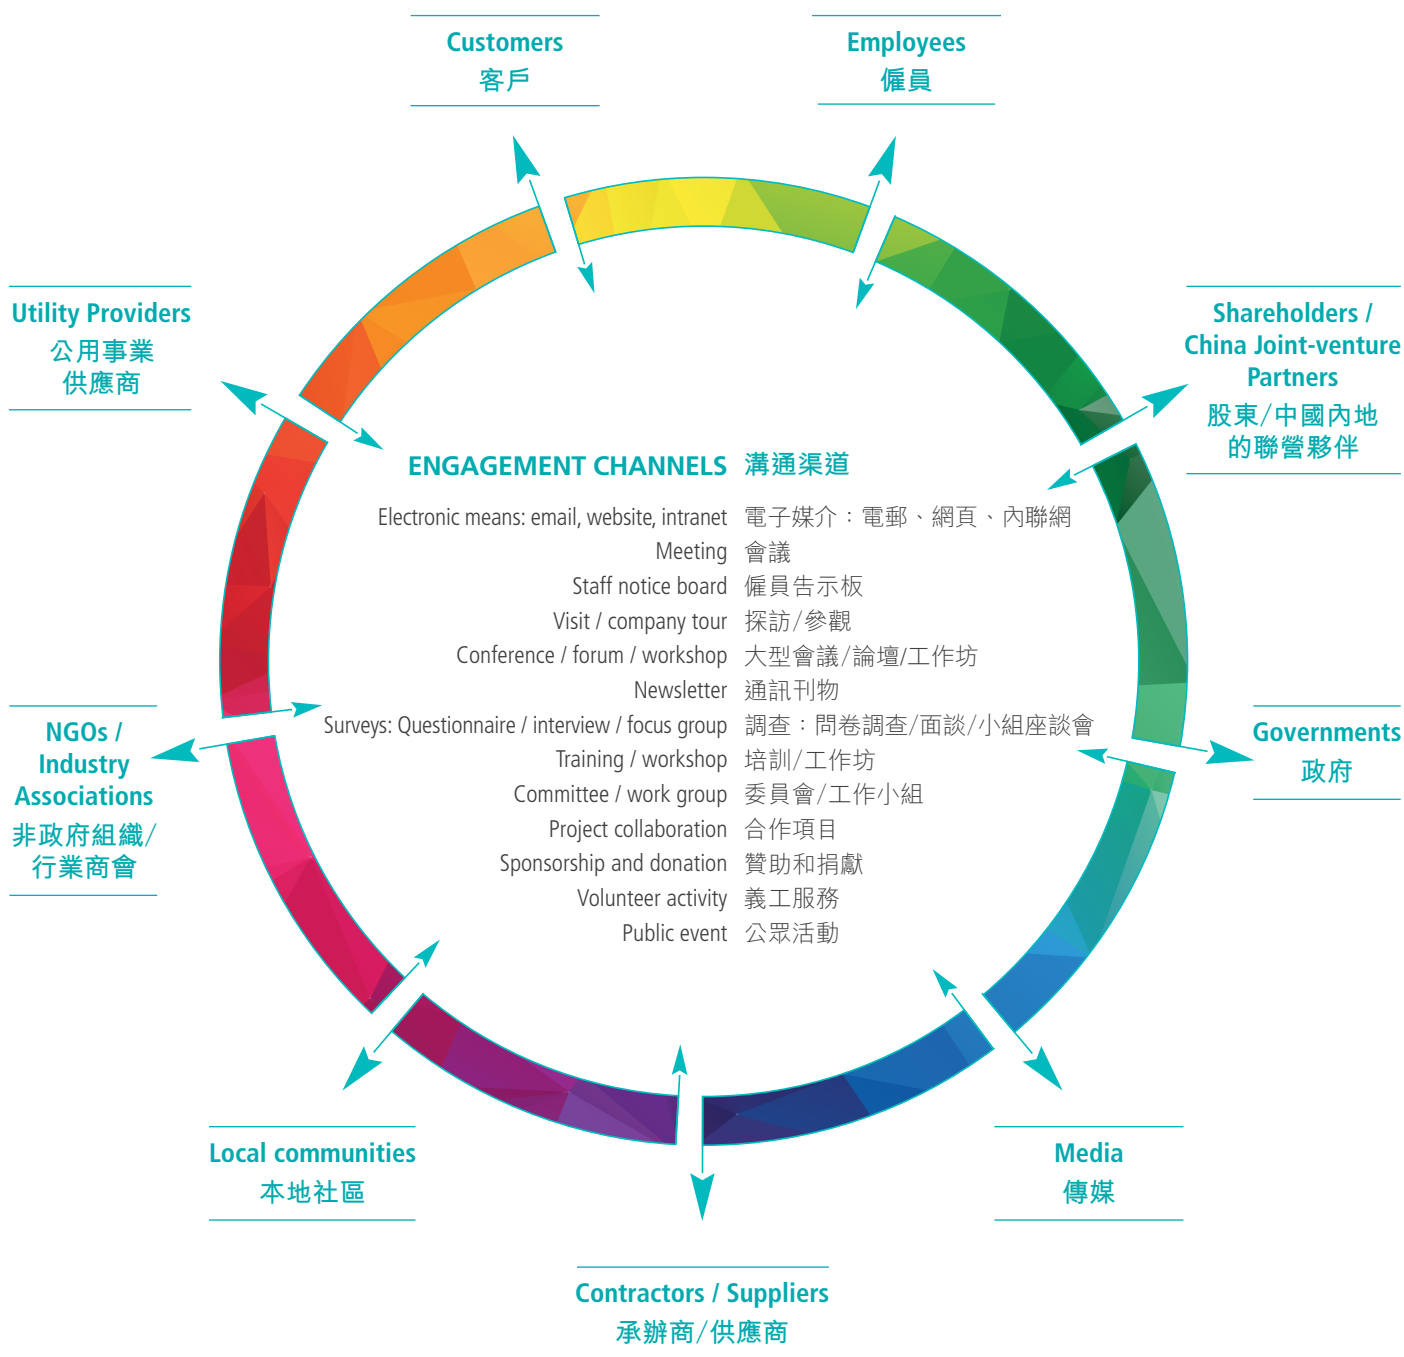 Customers
客戶
Employees
僱員
Utility Providers
公用事業
供應商
Shareholders /
China Joint-venture
Partners
股東/中國內地
的聯營夥伴
ENGAGEMENT CHANNELS 溝通渠道
Electronic means: email, website, intranet 電子媒介：電郵、網頁、內聯網
Meeting 會議
Staff notice board 僱員告示板
Visit / company tour 探訪/參觀
Conference / forum / workshop 大型會議/論壇/工作坊
Newsletter 通訊刊物
Surveys: Questionnaire / interview / focus group 調查：問卷調查/面談/小組座談會
Training / workshop 培訓/工作坊
Committee / work group 委員會/工作小組
Project collaboration 合作項目
Sponsorship and donation 贊助和捐獻
Volunteer activity 義工服務
Public event 公眾活動
NGOs /
Industry
Associations
非政府組織/
行業商會
Governments
政府
Local communities
本地社區
Media
傳媒
Contractors / Suppliers
承辦商/供應商